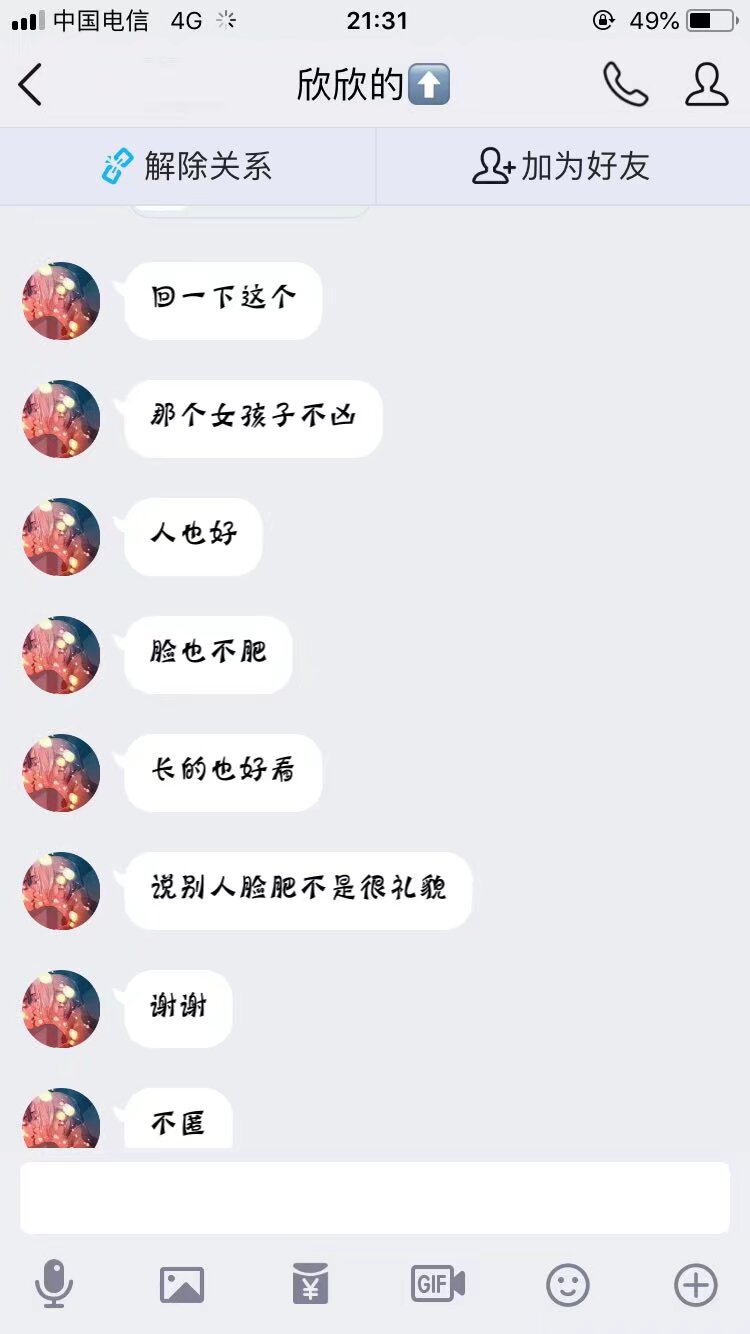 中国电信 4G 21:31 49%
欣欣的⬆️
解除关系 加为好友
回一下这个
那个女孩子不凶
人也好
脸也不肥
长的也好看
说别人脸肥不是很礼貌
谢谢
不匿
GIF